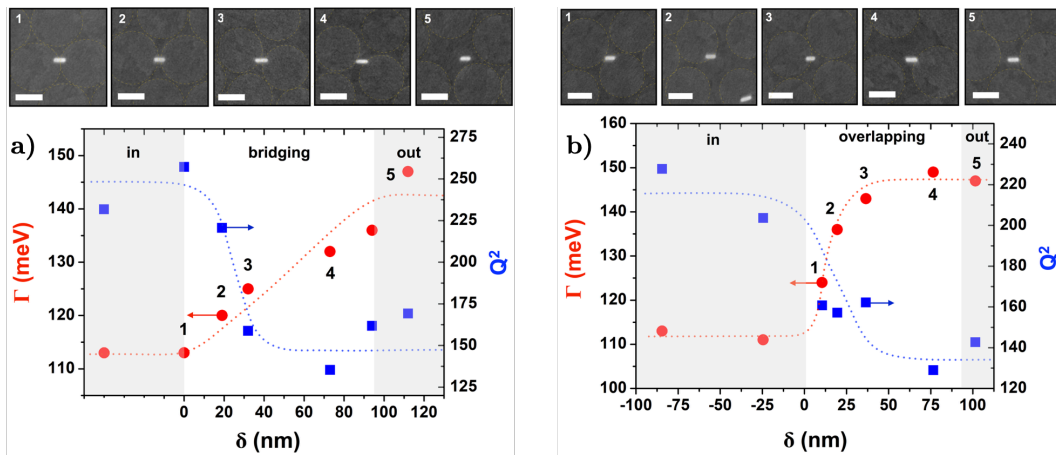 1 2 3 4 5
a)
in bridging out
150
140
130
120
110
Γ (meV)
275
250
225
200
175
150
125
Q²
1
2
3
4
5
0 20 40 60 80 100 120
δ (nm)
1 2 3 4 5
b)
in overlapping out
160
150
140
130
120
110
100
Γ (meV)
240
220
200
180
160
140
120
Q²
1
2
3
4
5
-100 -75 -50 -25 0 25 50 75 100
δ (nm)